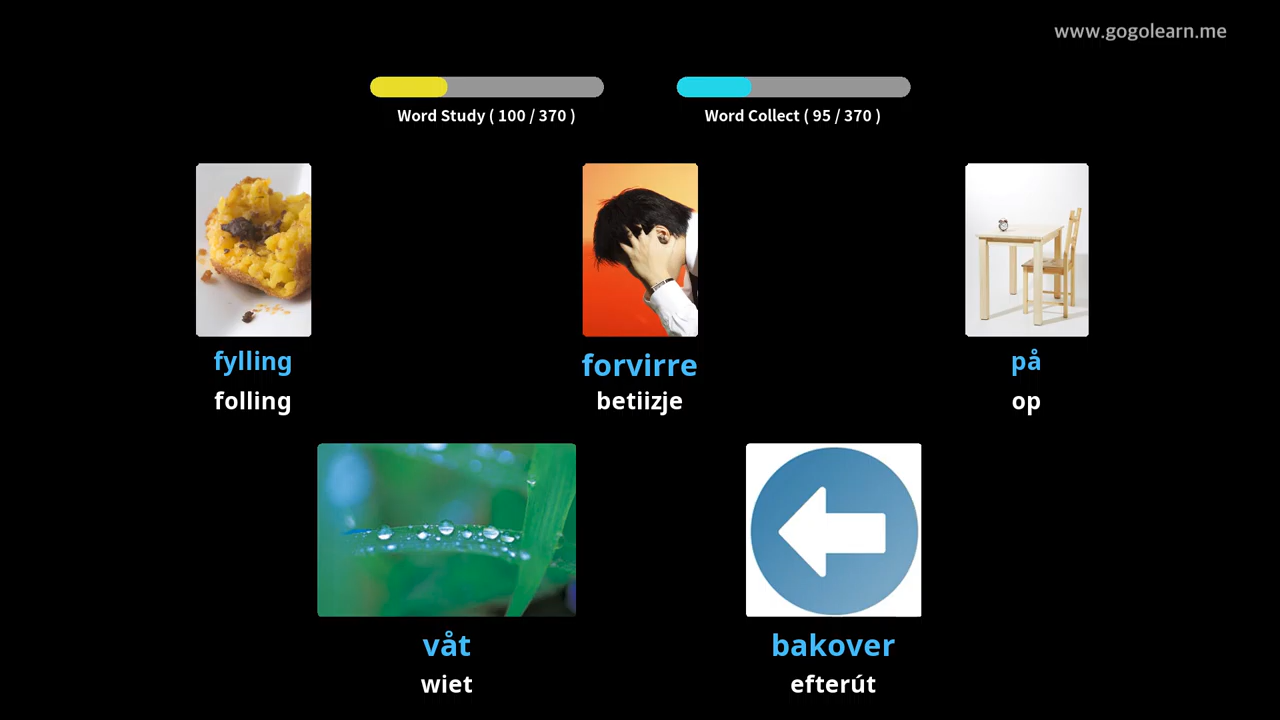 www.gogolearn.me
Word Study ( 100 / 370 )
Word Collect ( 95 / 370 )
fylling
folling
forvirre
betiizje
på
op
våt
wiet
bakover
efterút